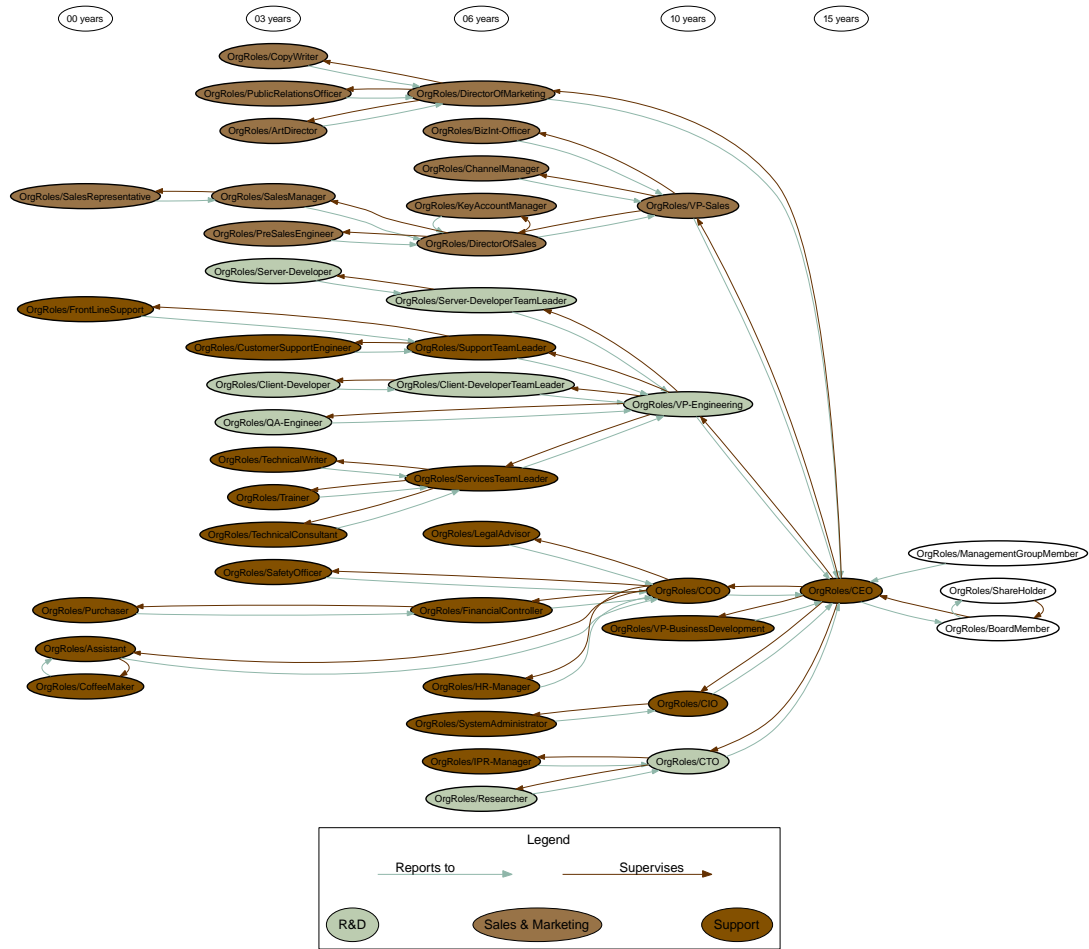 00 years
03 years
06 years
10 years
15 years
OrgRoles/CopyWriter
OrgRoles/PublicRelationsOfficer
OrgRoles/DirectorOfMarketing
OrgRoles/ArtDirector
OrgRoles/BizInt-Officer
OrgRoles/ChannelManager
OrgRoles/SalesRepresentative
OrgRoles/SalesManager
OrgRoles/KeyAccountManager
OrgRoles/VP-Sales
OrgRoles/PreSalesEngineer
OrgRoles/DirectorOfSales
OrgRoles/Server-Developer
OrgRoles/Server-DeveloperTeamLeader
OrgRoles/FrontLineSupport
OrgRoles/CustomerSupportEngineer
OrgRoles/SupportTeamLeader
OrgRoles/Client-Developer
OrgRoles/Client-DeveloperTeamLeader
OrgRoles/VP-Engineering
OrgRoles/QA-Engineer
OrgRoles/TechnicalWriter
OrgRoles/ServicesTeamLeader
OrgRoles/Trainer
OrgRoles/TechnicalConsultant
OrgRoles/LegalAdvisor
OrgRoles/ManagementGroupMember
OrgRoles/SafetyOfficer
OrgRoles/COO
OrgRoles/CEO
OrgRoles/ShareHolder
OrgRoles/Purchaser
OrgRoles/FinancialController
OrgRoles/VP-BusinessDevelopment
OrgRoles/BoardMember
OrgRoles/Assistant
OrgRoles/CoffeeMaker
OrgRoles/HR-Manager
OrgRoles/CIO
OrgRoles/SystemAdministrator
OrgRoles/IPR-Manager
OrgRoles/CTO
OrgRoles/Researcher
Legend
Reports to
Supervises
R&D
Sales & Marketing
Support